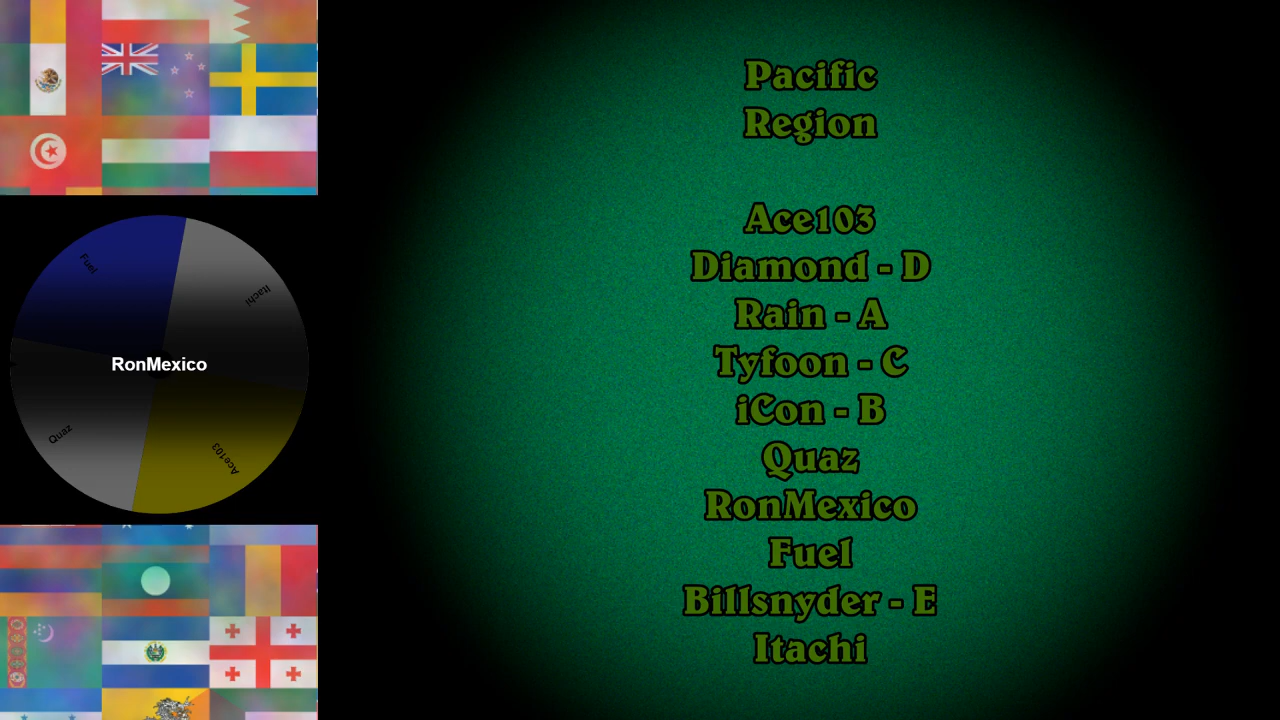 Pacific
Region
Ace103
Diamond - D
Rain - A
Tyfoon - C
iCon - B
Quaz
RonMexico
Fuel
Billsnyder - E
Itachi
Fuel
Itachi
RonMexico
Quaz
Ace103